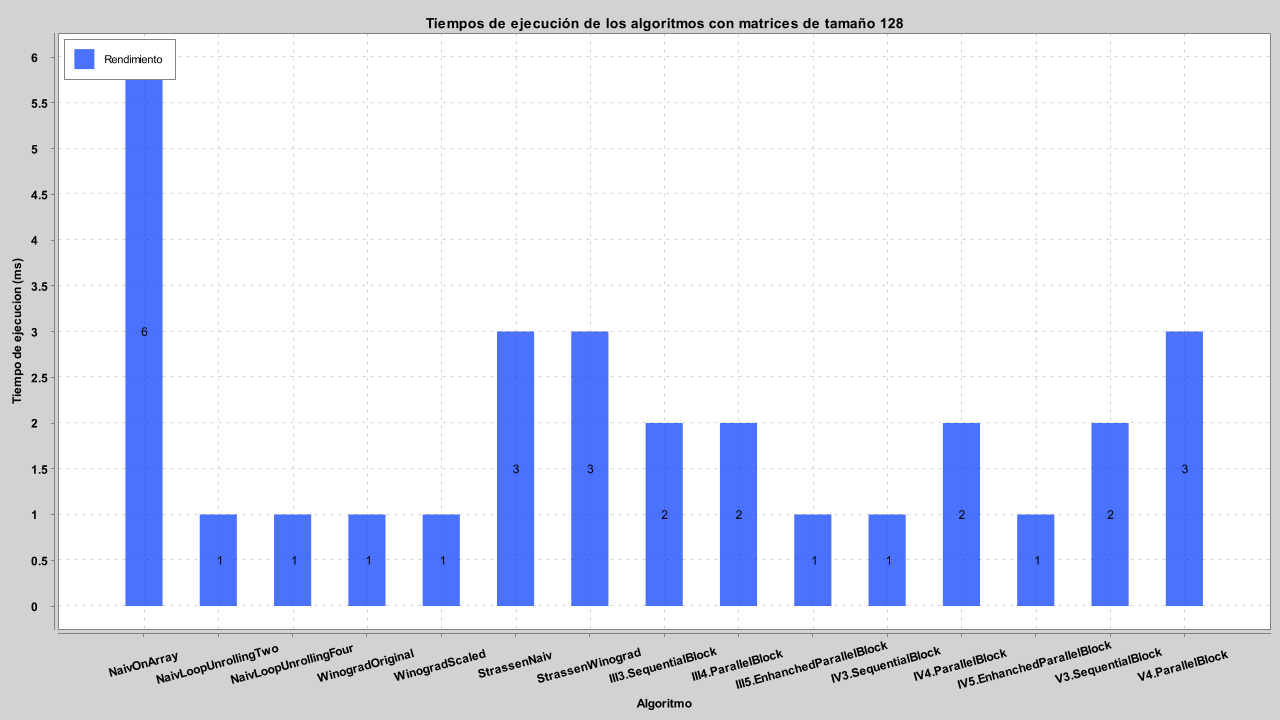 Tiempos de ejecución de los algoritmos con matrices de tamaño 128
Rendimiento
Tiempo de ejecucion (ms)
6
5.5
5
4.5
4
3.5
3
2.5
2
1.5
1
0.5
0
6
1
1
1
1
3
3
2
2
1
1
2
1
2
3
NaivOnArray
NaivLoopUnrollingTwo
NaivLoopUnrollingFour
WinogradOriginal
WinogradScaled
StrassenNaiv
StrassenWinograd
III3.SequentialBlock
III4.ParallelBlock
III5.EnhanchedParallelBlock
IV3.SequentialBlock
IV4.ParallelBlock
IV5.EnhanchedParallelBlock
V3.SequentialBlock
V4.ParallelBlock
Algoritmo